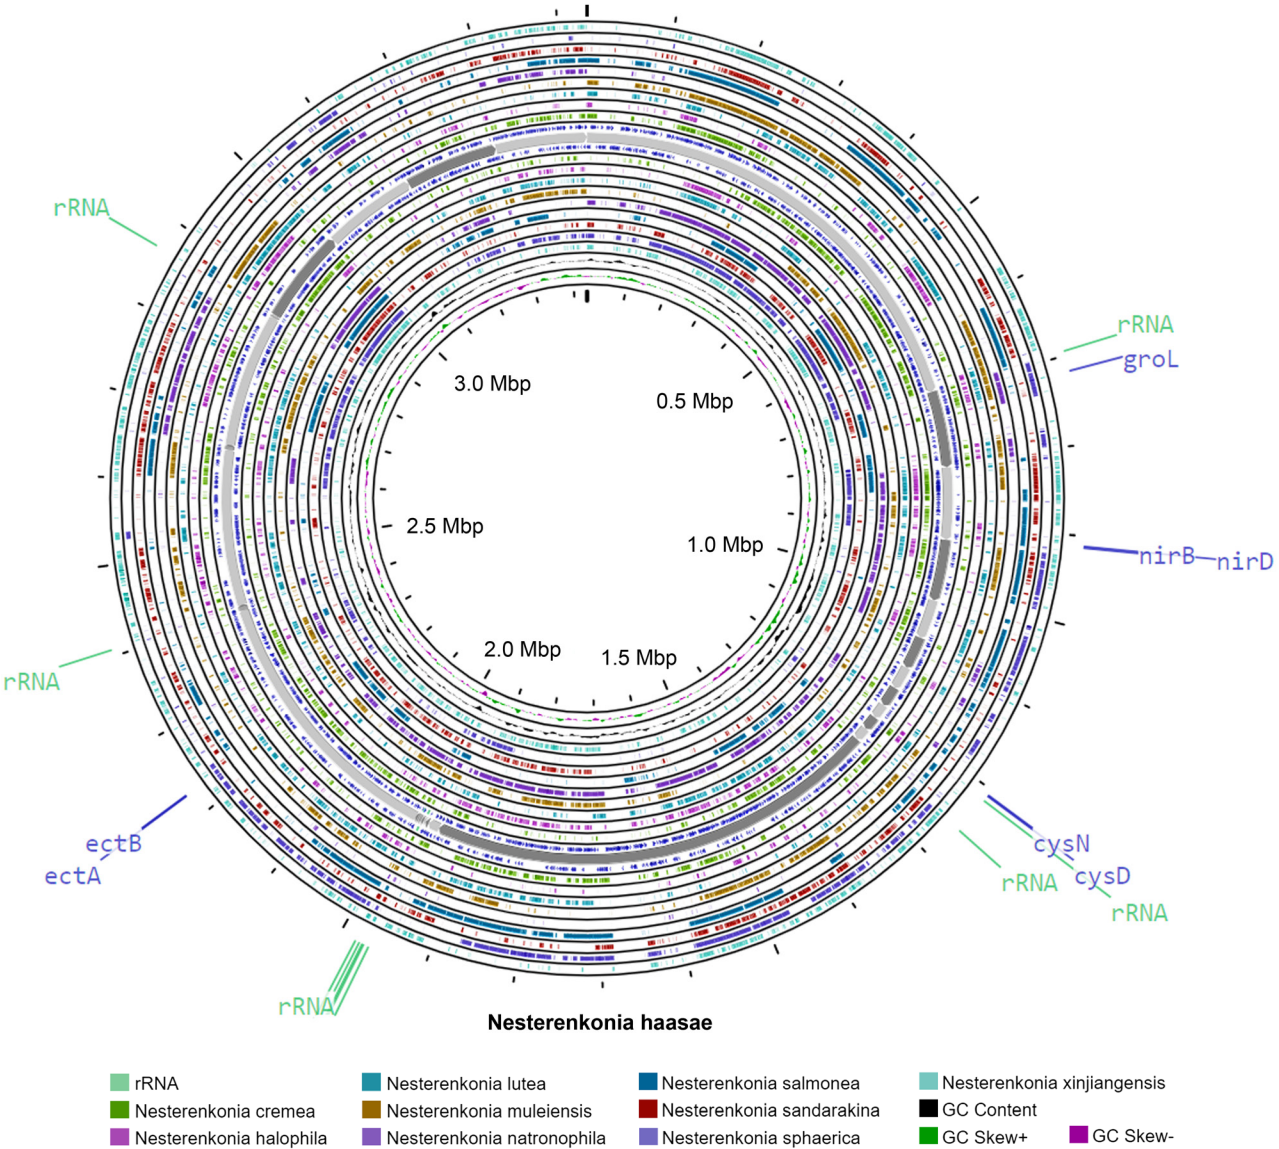 rRNA
rRNA
groL
3.0 Mbp
0.5 Mbp
2.5 Mbp
1.0 Mbp
nirB nirD
2.0 Mbp
1.5 Mbp
rRNA
ectB
ectA
cysN
cysD
rRNA
rRNA
rRNA
Nesterenkonia haasae
rRNA
Nesterenkonia lutea
Nesterenkonia salmonea
Nesterenkonia xinjiangensis
Nesterenkonia cremea
Nesterenkonia muleiensis
Nesterenkonia sandarakina
GC Content
Nesterenkonia halophila
Nesterenkonia natronophila
Nesterenkonia sphaerica
GC Skew+
GC Skew-